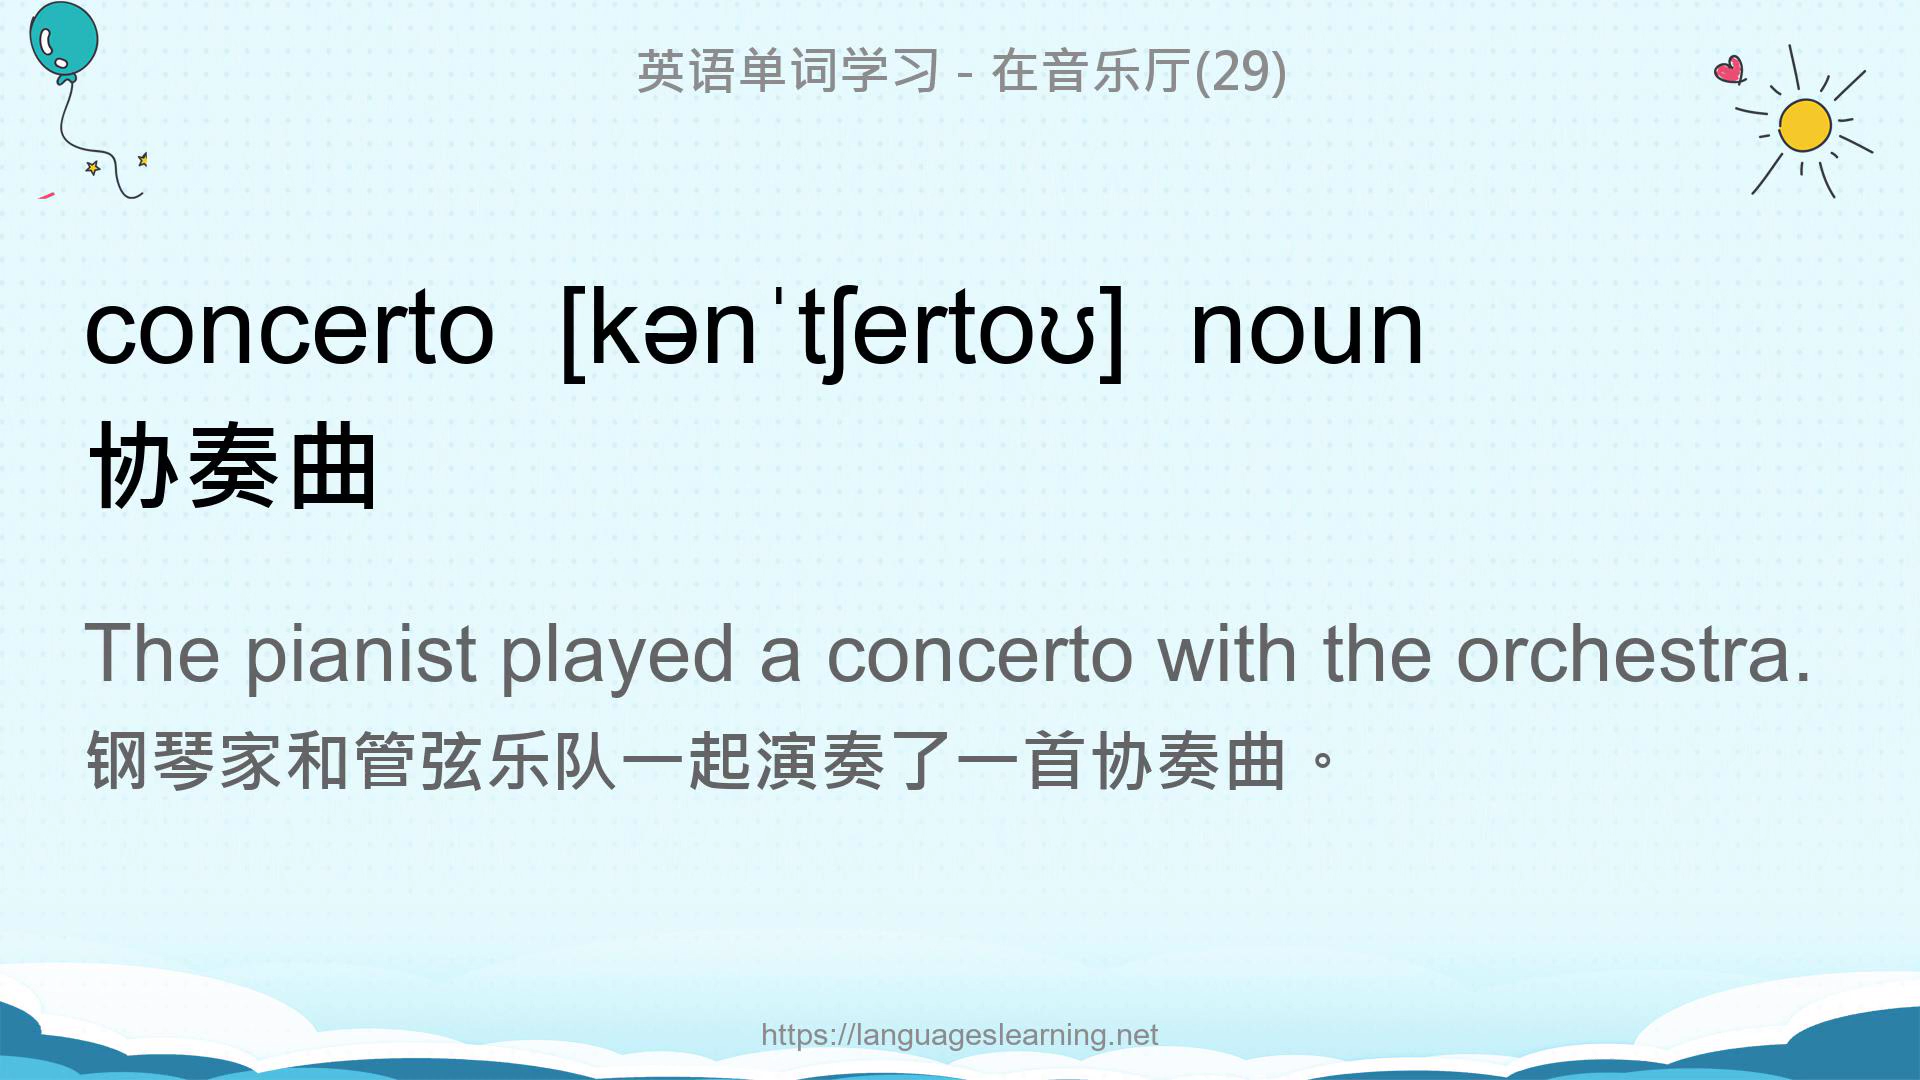 英语单词学习 - 在音乐厅(29)
concerto [kənˈtʃertoʊ] noun
协奏曲
The pianist played a concerto with the orchestra.
钢琴家和管弦乐队一起演奏了一首协奏曲。
https://languageslearning.net